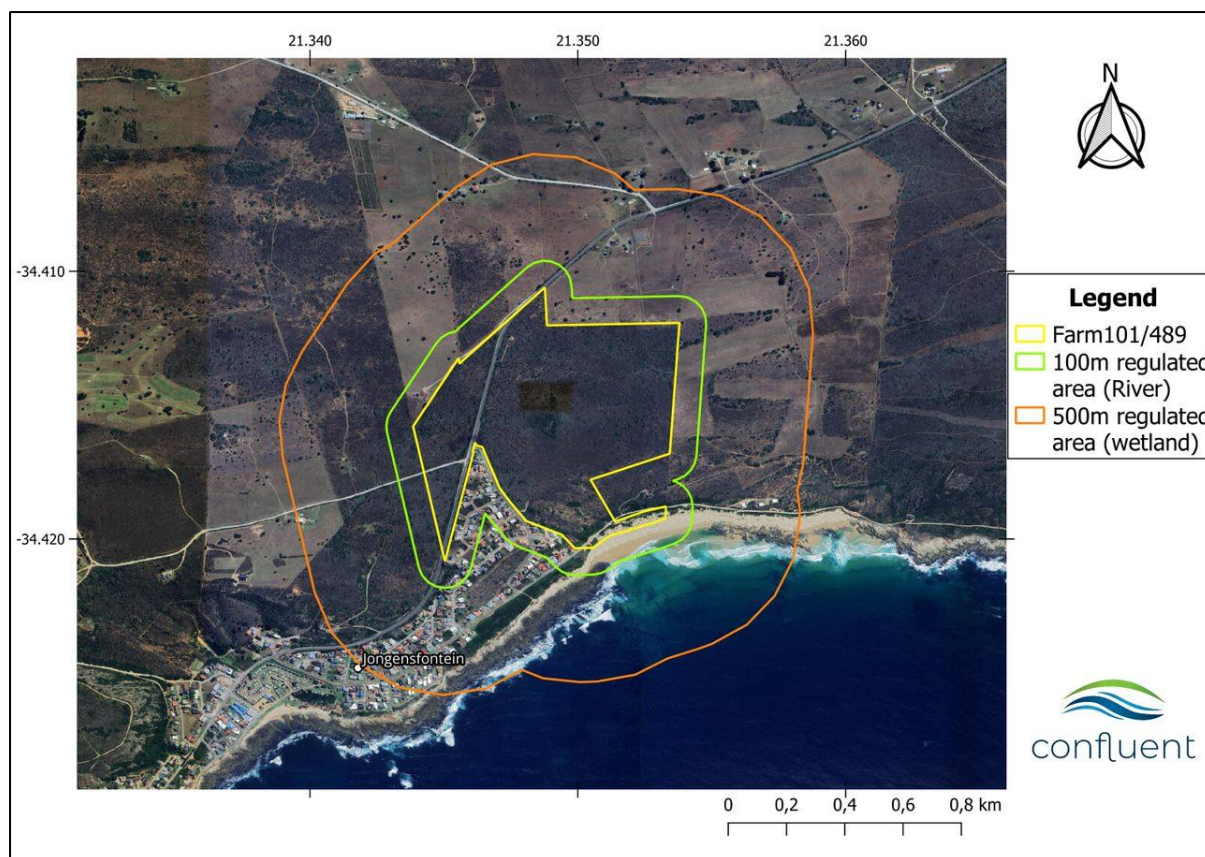 21.340 21.350 21.360
N
-34.410
Legend
Farm101/489
100m regulated
area (River)
500m regulated
area (wetland)
-34.420
Jongensfontein
confluent
0 0,2 0,4 0,6 0,8 km